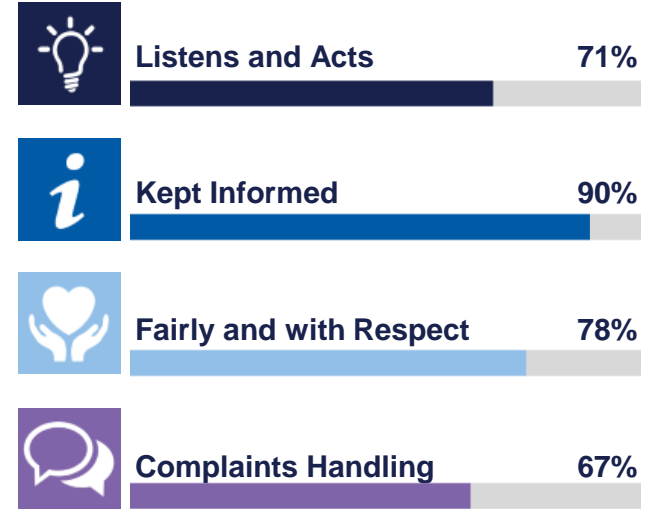 Listens and Acts 71%
Kept Informed 90%
Fairly and with Respect 78%
Complaints Handling 67%